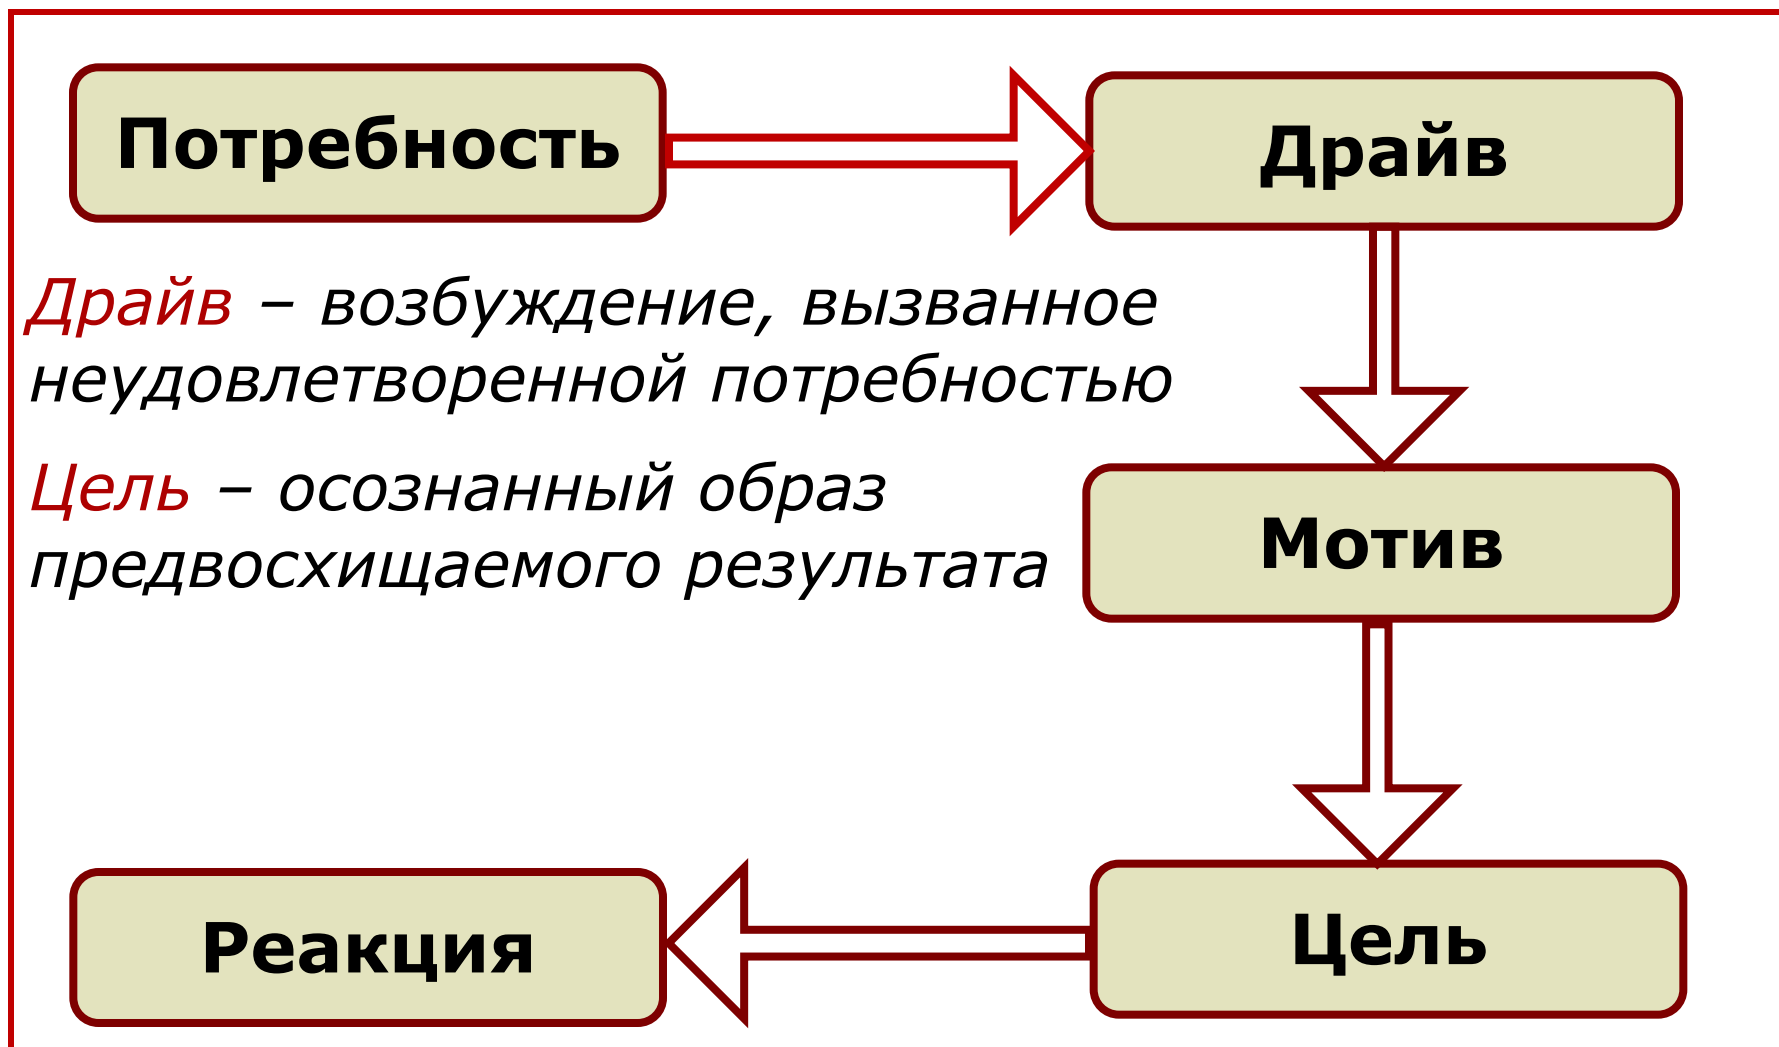 Потребность
Драйв
Драйв – возбуждение, вызванное
неудовлетворенной потребностью
Цель – осознанный образ
предвосхищаемого результата
Мотив
Цель
Реакция